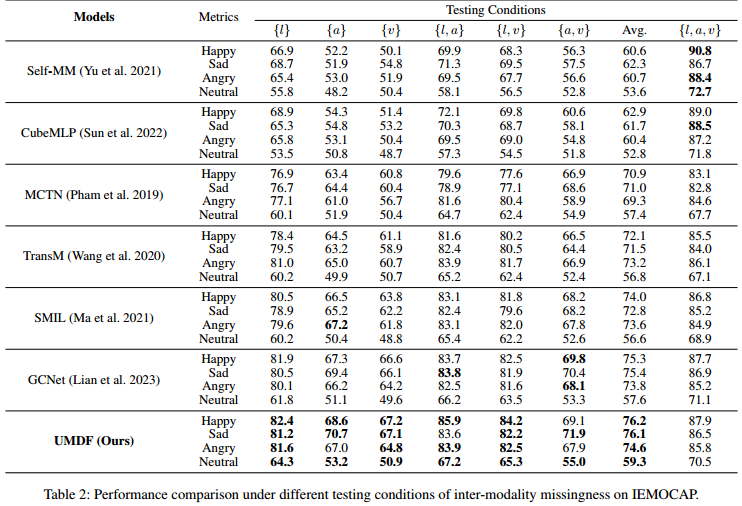 Models Metrics Testing Conditions
{l} {a} {v} {l, a} {l, v} {a, v} Avg. {l, a, v}
Self-MM (Yu et al. 2021)
Happy 66.9 52.2 50.1 69.9 68.3 56.3 60.6 90.8
Sad 68.7 51.9 54.8 71.3 69.5 57.5 62.3 86.7
Angry 65.4 53.0 51.9 69.5 67.7 56.6 60.7 88.4
Neutral 55.8 48.2 50.4 58.1 56.5 52.8 53.6 72.7
CubeMLP (Sun et al. 2022)
Happy 68.9 54.3 51.4 72.1 69.8 60.6 62.9 89.0
Sad 65.3 54.8 53.2 70.3 68.7 58.1 61.7 88.5
Angry 65.8 53.1 50.4 69.5 69.0 54.8 60.4 87.2
Neutral 53.5 50.8 48.7 57.3 54.5 51.8 52.8 71.8
MCTN (Pham et al. 2019)
Happy 76.9 63.4 60.8 79.6 77.6 66.9 70.9 83.1
Sad 76.7 64.4 60.4 78.9 77.1 68.6 71.0 82.8
Angry 77.1 61.0 56.7 81.6 80.4 58.9 69.3 84.6
Neutral 60.1 51.9 50.4 64.7 62.4 54.9 57.4 67.7
TransM (Wang et al. 2020)
Happy 78.4 64.5 61.1 81.6 80.2 66.5 72.1 85.5
Sad 79.5 63.2 58.9 82.4 80.5 64.4 71.5 84.0
Angry 81.0 65.0 60.7 83.9 81.7 66.9 73.2 86.1
Neutral 60.2 49.9 50.7 65.2 62.4 52.4 56.8 67.1
SMIL (Ma et al. 2021)
Happy 80.5 66.5 63.8 83.1 81.8 68.2 74.0 86.8
Sad 78.9 65.2 62.2 82.4 79.6 68.2 72.8 85.2
Angry 79.6 67.2 61.8 83.1 82.0 67.8 73.6 84.9
Neutral 60.2 50.4 48.8 65.4 62.2 52.6 56.6 68.9
GCNet (Lian et al. 2023)
Happy 81.9 67.3 66.6 83.7 82.5 69.8 75.3 87.7
Sad 80.5 69.4 66.1 83.8 81.9 70.4 75.4 86.9
Angry 80.1 66.2 64.2 82.5 81.6 68.1 73.8 85.2
Neutral 61.8 51.1 49.6 66.2 63.5 53.3 57.6 71.1
UMDF (Ours)
Happy 82.4 68.6 67.2 85.9 84.2 69.1 76.2 87.9
Sad 81.2 70.7 67.1 83.6 82.2 71.9 76.1 86.5
Angry 81.6 67.0 64.8 83.9 82.5 67.9 74.6 85.8
Neutral 64.3 53.2 50.9 67.2 65.3 55.0 59.3 70.5
Table 2: Performance comparison under different testing conditions of inter-modality missingness on IEMOCAP.